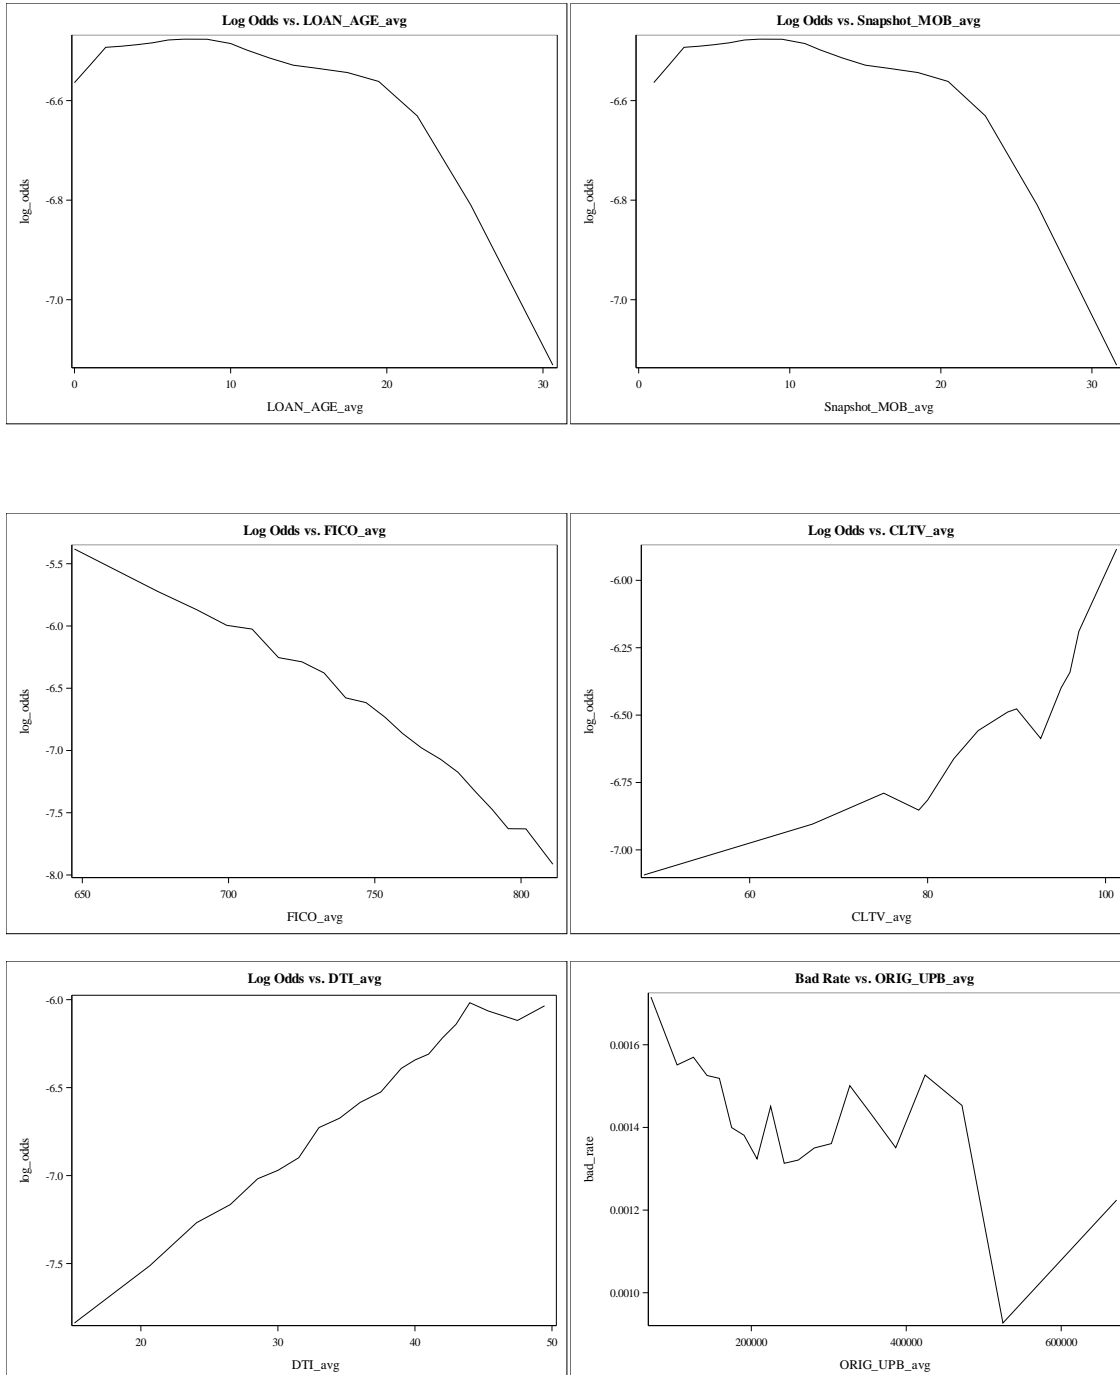 Log Odds vs. LOAN_AGE_avg
log_odds
-6.6
-6.8
-7.0
0 10 20 30
LOAN_AGE_avg
Log Odds vs. Snapshot_MOB_avg
log_odds
-6.6
-6.8
-7.0
0 10 20 30
Snapshot_MOB_avg
Log Odds vs. FICO_avg
log_odds
-5.5
-6.0
-6.5
-7.0
-7.5
-8.0
650 700 750 800
FICO_avg
Log Odds vs. CLTV_avg
log_odds
-6.00
-6.25
-6.50
-6.75
-7.00
60 80 100
CLTV_avg
Log Odds vs. DTI_avg
log_odds
-6.0
-6.5
-7.0
-7.5
20 30 40 50
DTI_avg
Bad Rate vs. ORIG_UPB_avg
bad_rate
0.0016
0.0014
0.0012
0.0010
200000 400000 600000
ORIG_UPB_avg